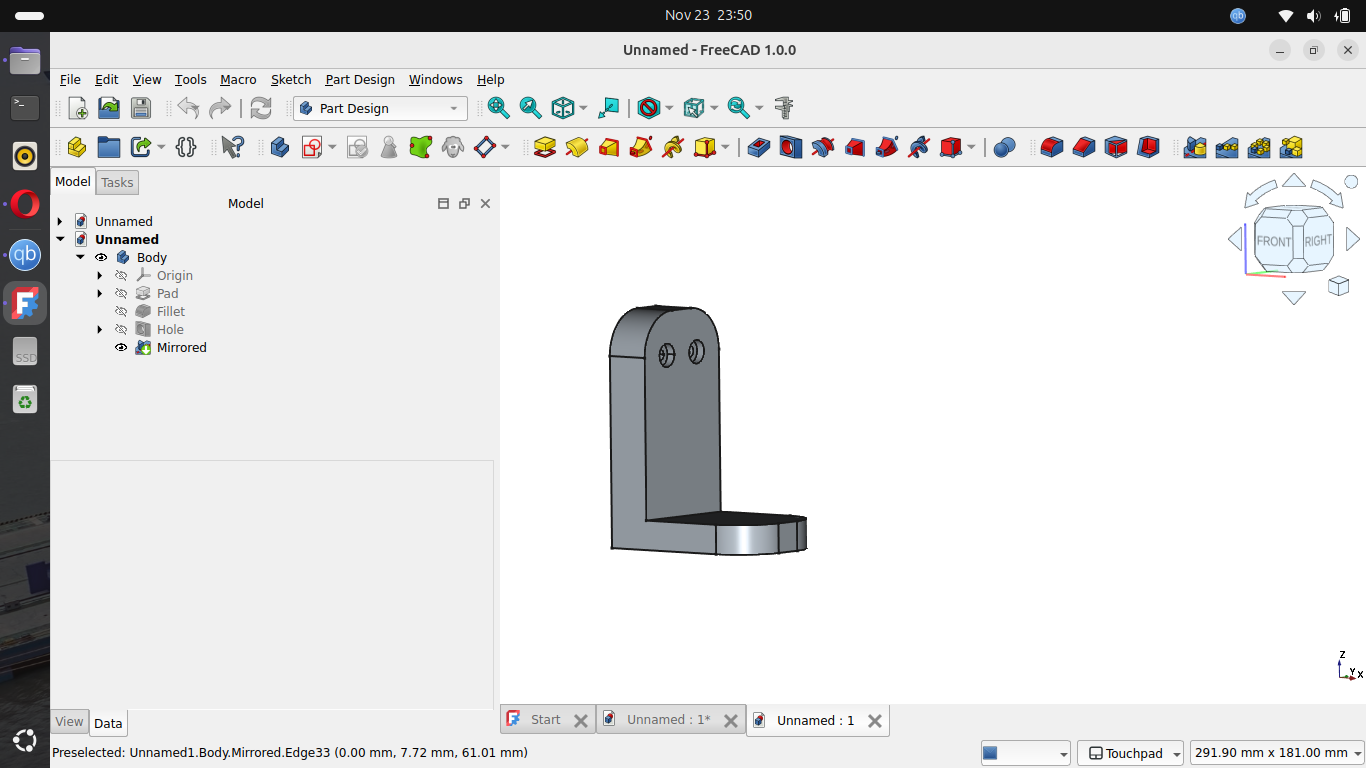 Nov 23 23:50
qb
Unnamed - FreeCAD 1.0.0
File Edit View Tools Macro Sketch Part Design Windows Help
Part Design
Model Tasks
Model
Unnamed
Unnamed
Body
Origin
Pad
Fillet
Hole
Mirrored
qb
SSD
FRONT RIGHT
Z
Y X
View Data
Start Unnamed : 1* Unnamed : 1
Preselected: Unnamed1.Body.Mirrored.Edge33 (0.00 mm, 7.72 mm, 61.01 mm) Touchpad 291.90 mm x 181.00 mm